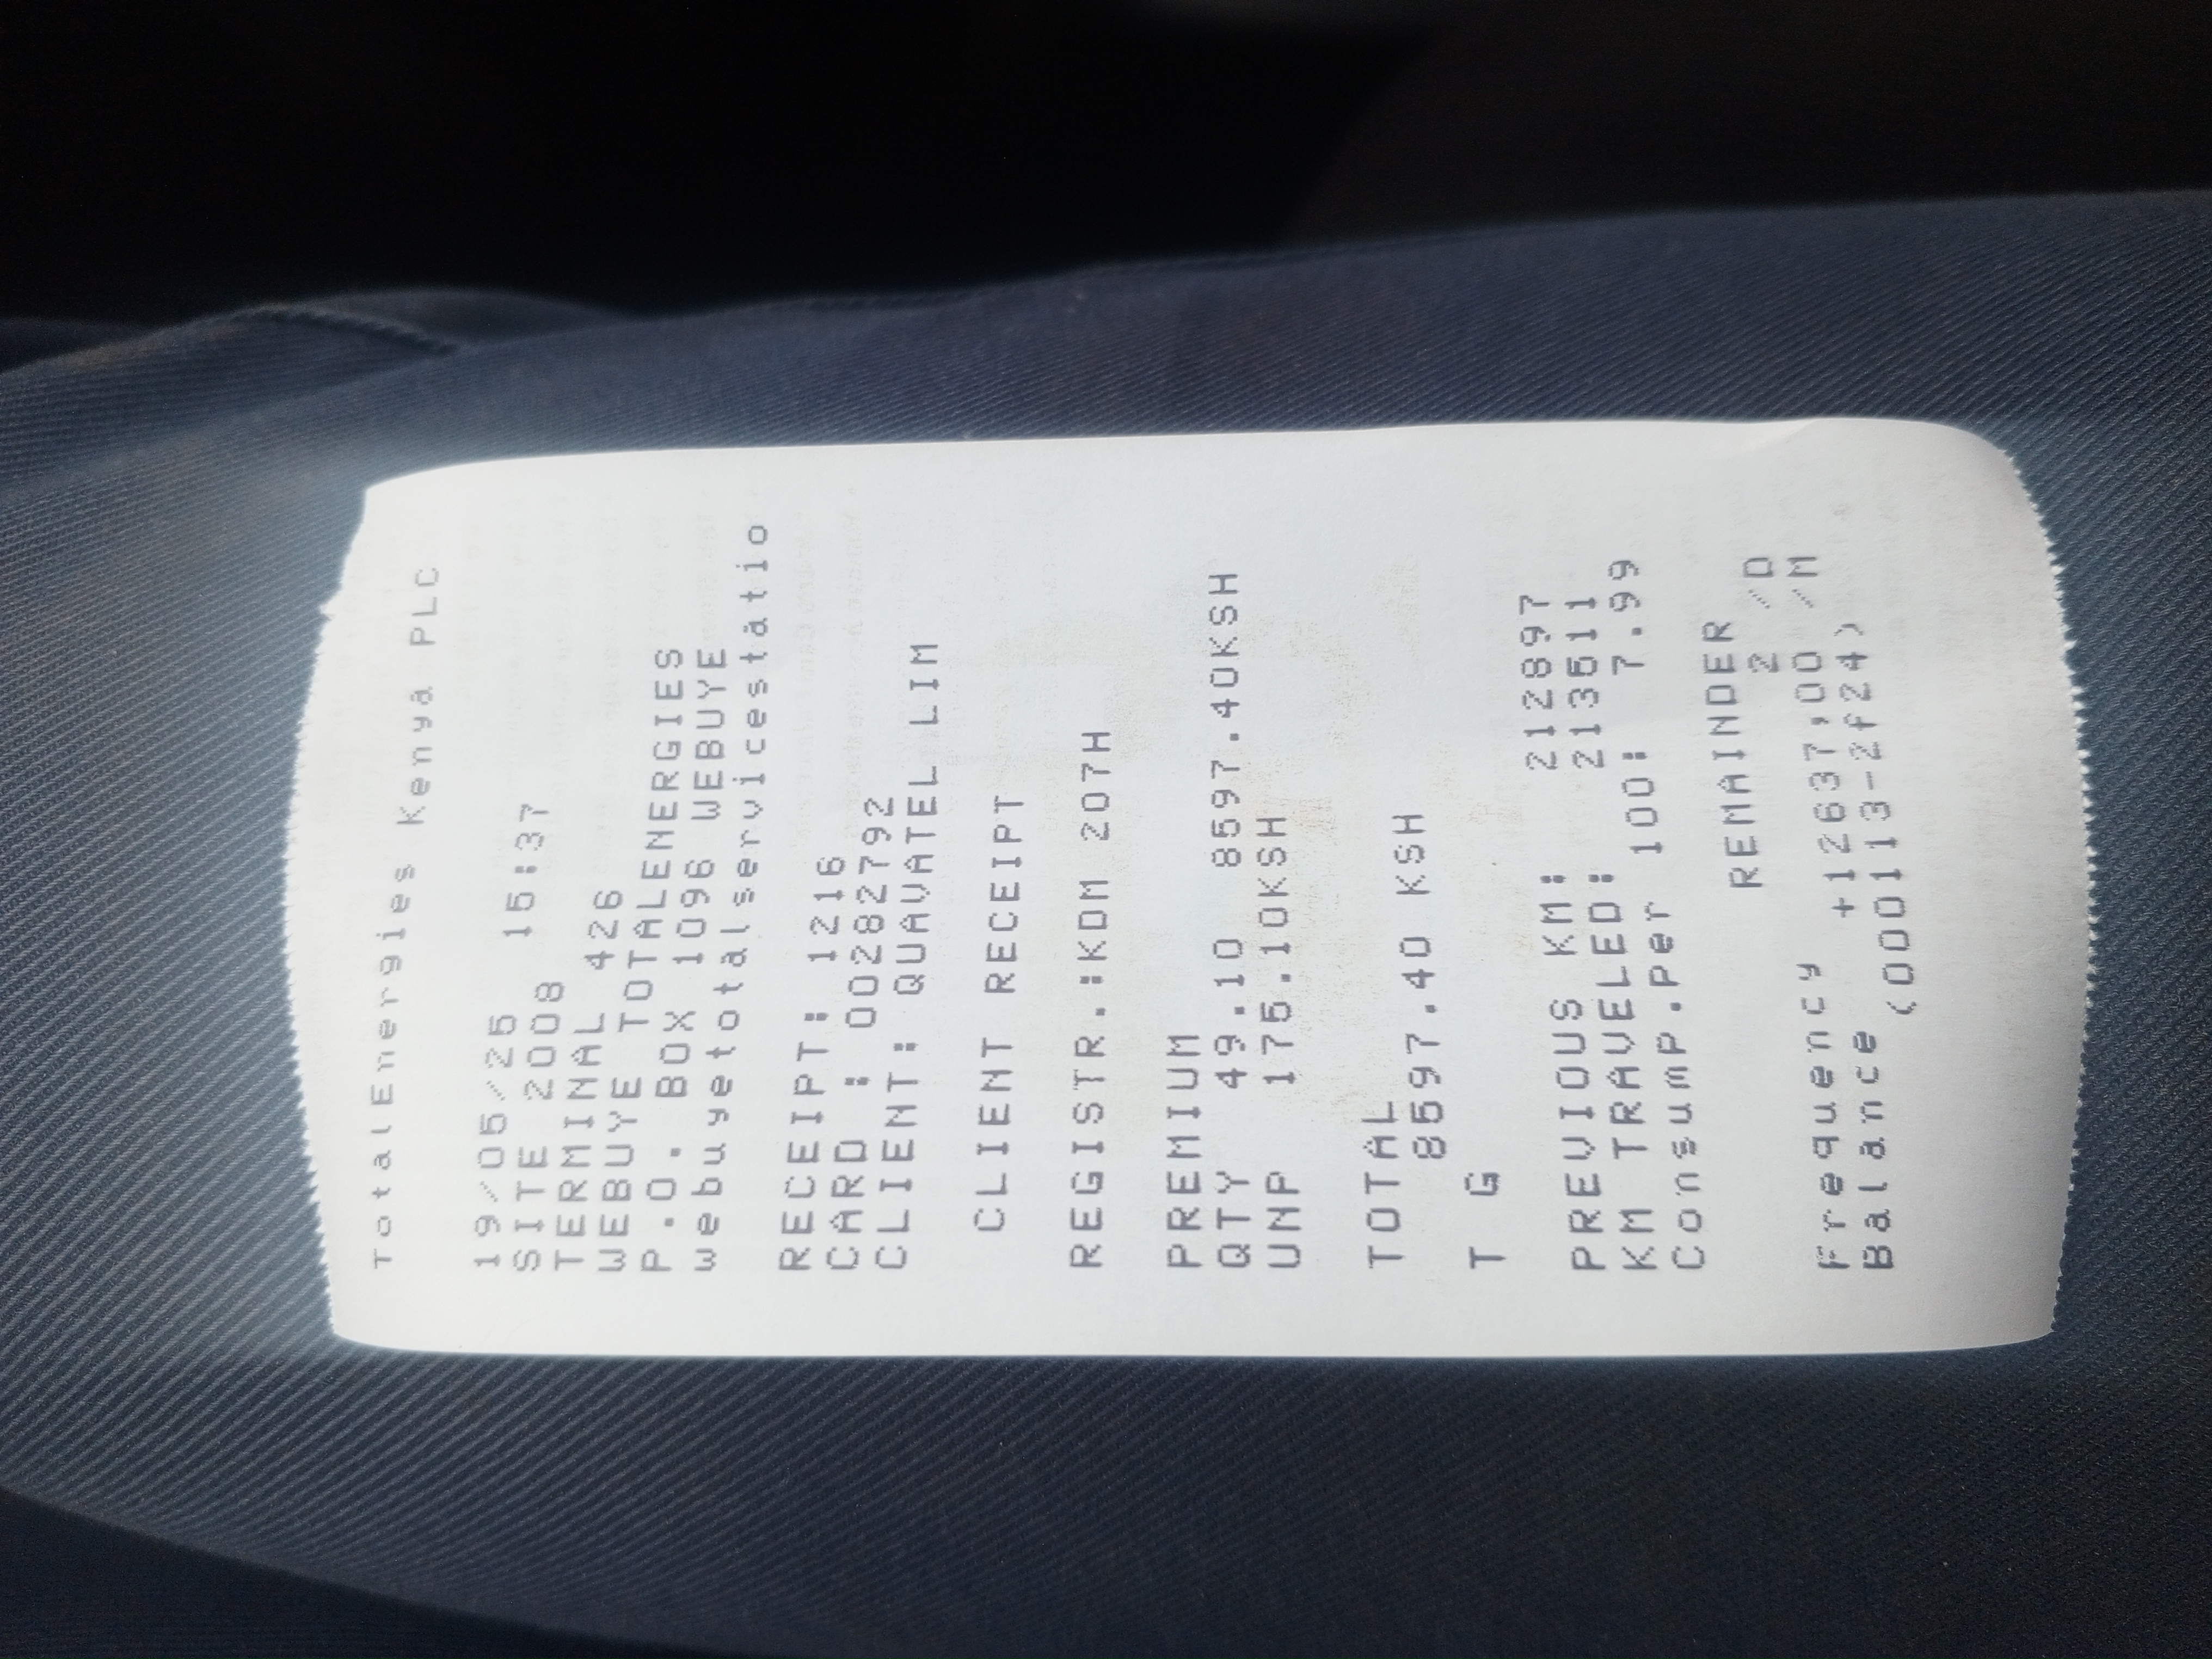 TotalEnergies Kenya PLC
19/05/25 15:37
SITE 2008
TERMINAL 426
WEBUYE TOTALENERGIES
P.O. BOX 1096 WEBUYE
webuyetotalservicestatio
RECEIPT: 1216
CARD : 00282792
CLIENT: QUAVATEL LIM
CLIENT RECEIPT
REGISTR.:KDM 207H
PREMIUM
QTY 49.10 8597.40KSH
UNP 175.10KSH
TOTAL
8597.40 KSH
T G
PREVIOUS KM: 212897
KM TRAVELED: 213511
Consump.Per 100: 7.99
REMAINDER
Frequency 2 /D
Balance +12637,00 /M
(000113-2f24)